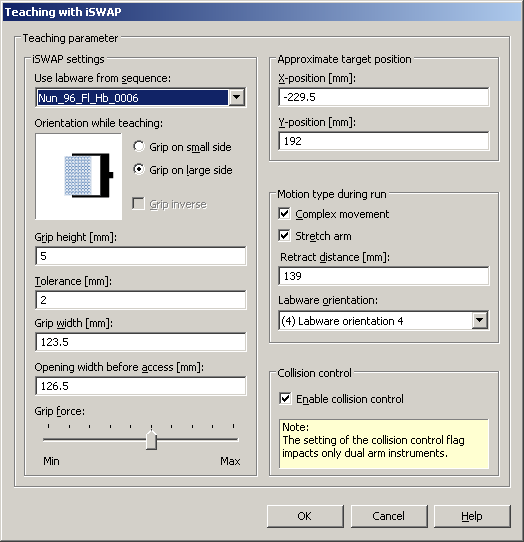 Teaching with iSWAP
Teaching parameter
iSWAP settings
Use labware from sequence:
Nun_96_Fl_Hb_0006
Orientation while teaching:
Grip on small side
Grip on large side
Grip inverse
Grip height [mm]:
5
Tolerance [mm]:
2
Grip width [mm]:
123.5
Opening width before access [mm]:
126.5
Grip force:
Min Max
Approximate target position
X-position [mm]:
-229.5
Y-position [mm]:
192
Motion type during run
Complex movement
Stretch arm
Retract distance [mm]:
139
Labware orientation:
(4) Labware orientation 4
Collision control
Enable collision control
Note:
The setting of the collision control flag
impacts only dual arm instruments.
OK Cancel Help